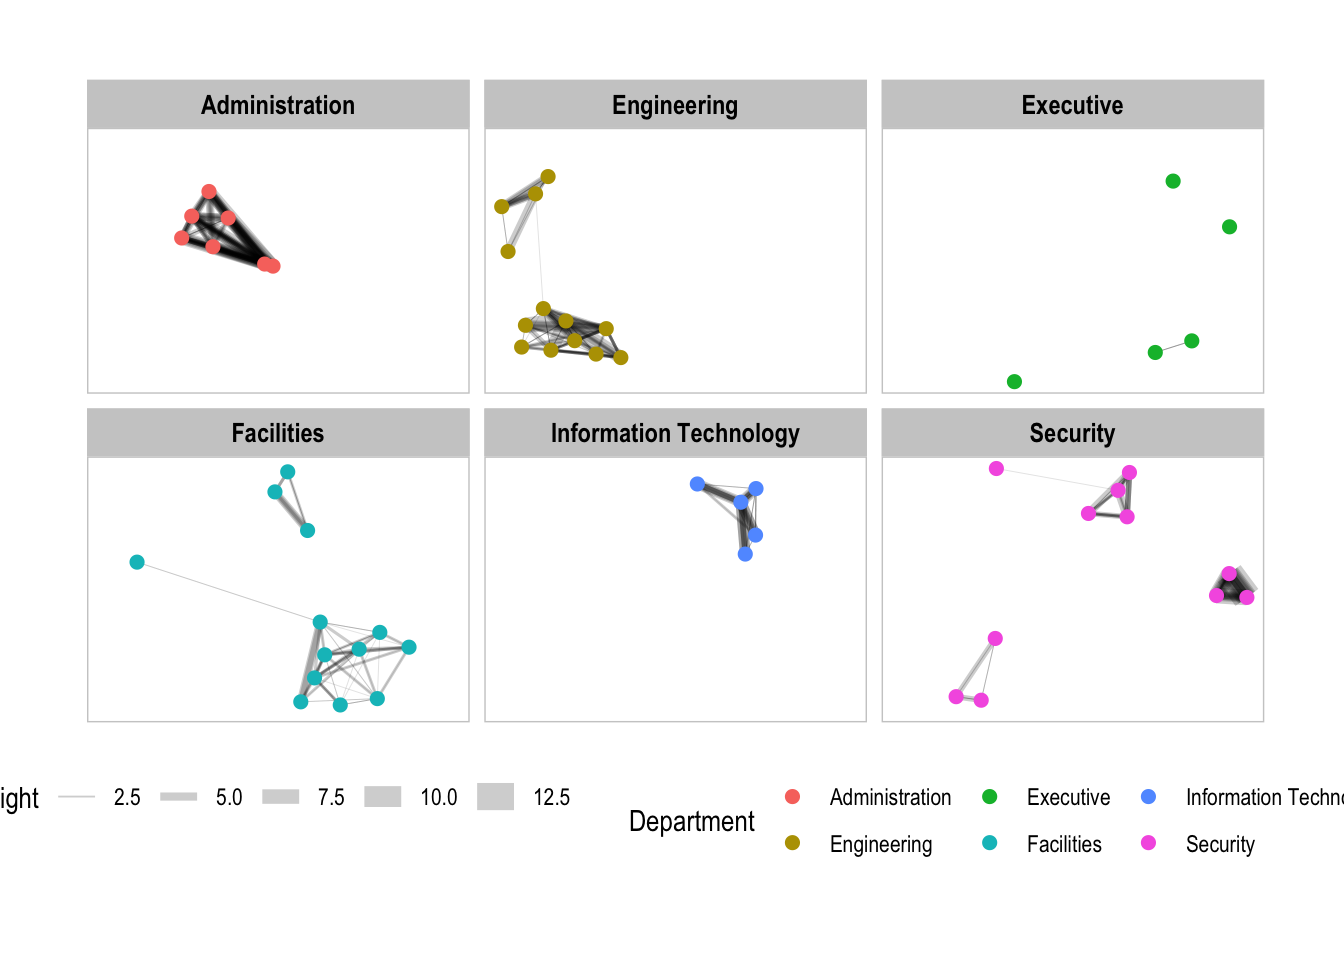 Administration
Engineering
Executive
Facilities
Information Technology
Security
2.5
5.0
7.5
10.0
12.5
Department
Administration
Executive
Information
Engineering
Facilities
Security